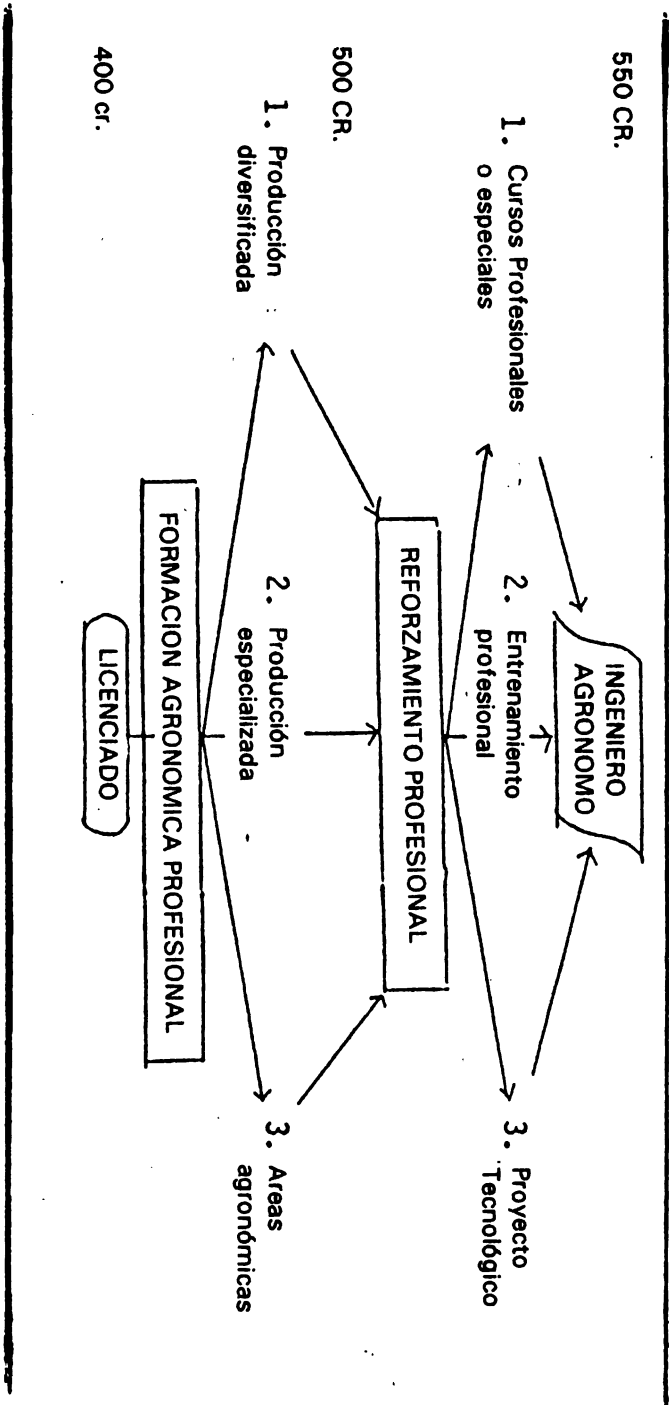 550 CR.
INGENIERO
AGRONOMO
1. Cursos Profesionales
o especiales
2. Entrenamiento
profesional
3. Proyecto
Tecnológico
500 CR.
REFORZAMIENTO PROFESIONAL
1. Producción
diversificada
2. Producción
especializada
3. Areas
agronómicas
FORMACION AGRONOMICA PROFESIONAL
400 cr.
LICENCIADO